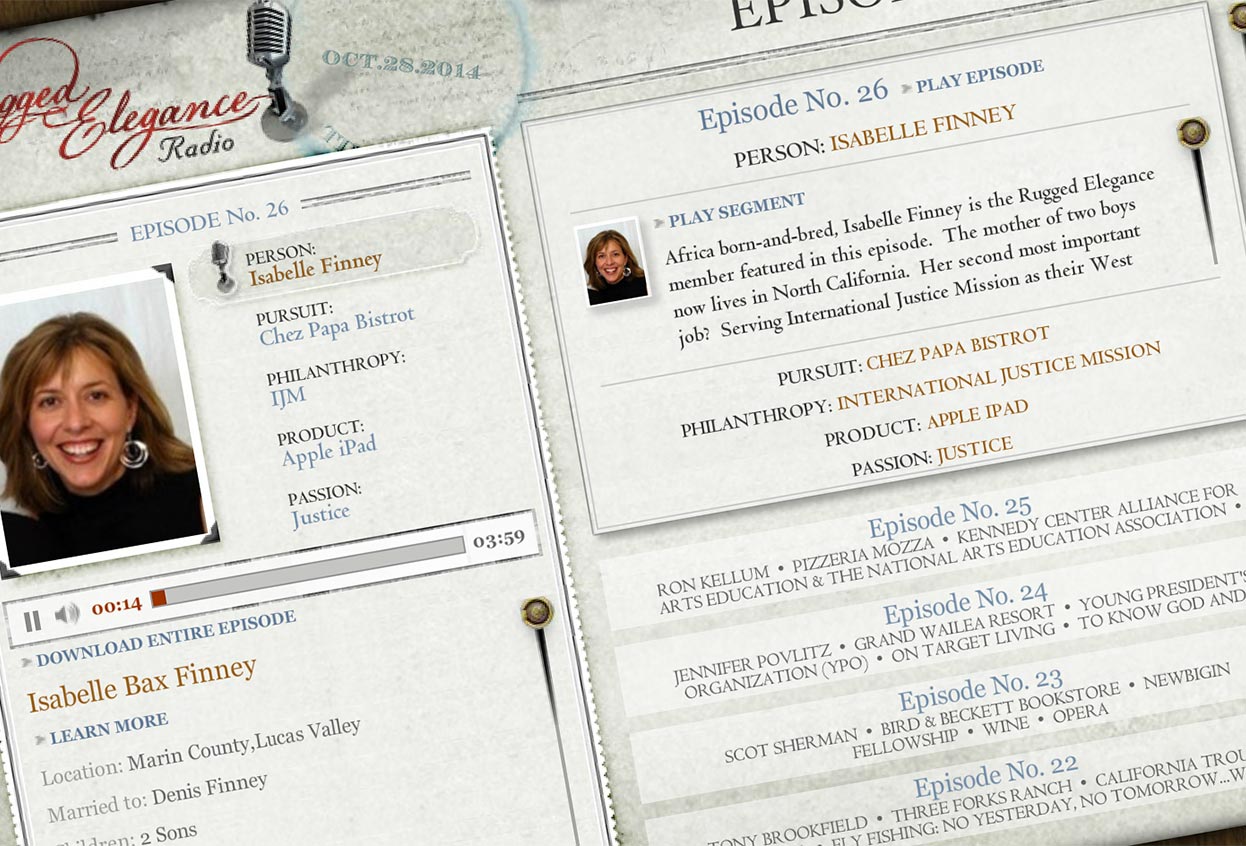 Elegance
Radio
OCT.28.2014
EPISODE No. 26
PERSON:
Isabelle Finney
PURSUIT:
Chez Papa Bistrot
PHILANTHROPY:
IJM
PRODUCT:
Apple iPad
PASSION:
Justice
00:14
03:59
DOWNLOAD ENTIRE EPISODE
Isabelle Bax Finney
LEARN MORE
Location: Marin County,Lucas Valley
Married to: Denis Finney
Children: 2 Sons
Episode No. 26 PLAY EPISODE
PERSON: ISABELLE FINNEY
PLAY SEGMENT
Africa born-and-bred, Isabelle Finney is the Rugged Elegance
member featured in this episode. The mother of two boys
now lives in North California. Her second most important
job? Serving International Justice Mission as their West
PURSUIT: CHEZ PAPA BISTROT
PHILANTHROPY: INTERNATIONAL JUSTICE MISSION
PRODUCT: APPLE IPAD
PASSION: JUSTICE
Episode No. 25
RON KELLUM • PIZZERIA MOZZA • KENNEDY CENTER ALLIANCE FOR
ARTS EDUCATION & THE NATIONAL ARTS EDUCATION ASSOCIATION •
Episode No. 24
JENNIFER POVLITZ • GRAND WAILEA RESORT • YOUNG PRESIDENT'S
ORGANIZATION (YPO) • ON TARGET LIVING • TO KNOW GOD AND
Episode No. 23
SCOT SHERMAN • BIRD & BECKETT BOOKSTORE • NEWBIGIN
FELLOWSHIP • WINE • OPERA
Episode No. 22
TONY BROOKFIELD • THREE FORKS RANCH • CALIFORNIA TROU
FLY FISHING: NO YESTERDAY, NO TOMORROW...W